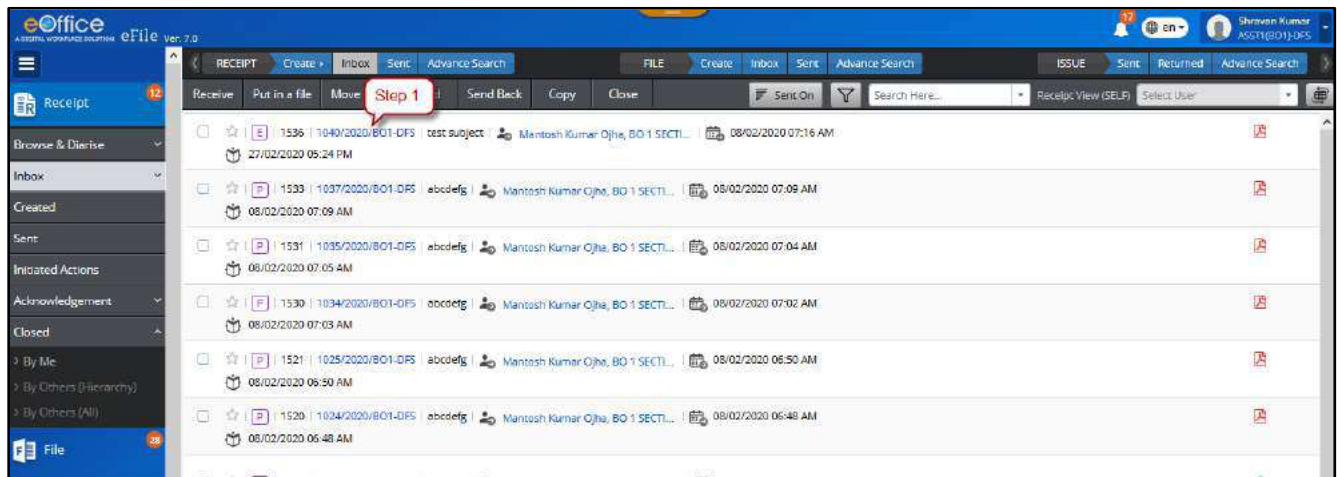 eOffice
A DIGITAL WORKPLACE SOLUTION eFile Ver. 7.0
17 en Shravan Kumar
ASST1(BO1)-DFS
RECEIPT Create Inbox Sent Advance Search FILE Create Inbox Sent Advance Search ISSUE Sent Returned Advance Search
Receipt 12
Receive Put in a file Move Step 1 Send Back Copy Close Sent On Search Here... Receipt View (SELF) Select User
E 1536 1040/2020/BO1-DFS test subject Mantosh Kumar Ojha, BO 1 SECTI... 08/02/2020 07:16 AM
27/02/2020 05:24 PM
Browse & Diarise
Inbox
P 1533 1037/2020/BO1-DFS abcdefg Mantosh Kumar Ojha, BO 1 SECTI... 08/02/2020 07:09 AM
08/02/2020 07:09 AM
Created
Sent
P 1531 1035/2020/BO1-DFS abcdefg Mantosh Kumar Ojha, BO 1 SECTI... 08/02/2020 07:04 AM
08/02/2020 07:05 AM
Initiated Actions
Acknowledgement
1530 1034/2020/BO1-DFS abcdefg Mantosh Kumar Ojha, BO 1 SECTI... 08/02/2020 07:02 AM
08/02/2020 07:03 AM
Closed
> By Me
P 1521 1025/2020/BO1-DFS abcdefg Mantosh Kumar Ojha, BO 1 SECTI... 08/02/2020 06:50 AM
08/02/2020 06:50 AM
> By Others (Hierarchy)
> By Others (All)
P 1520 1024/2020/BO1-DFS abcdefg Mantosh Kumar Ojha, BO 1 SECTI... 08/02/2020 06:48 AM
08/02/2020 06:48 AM
File 28